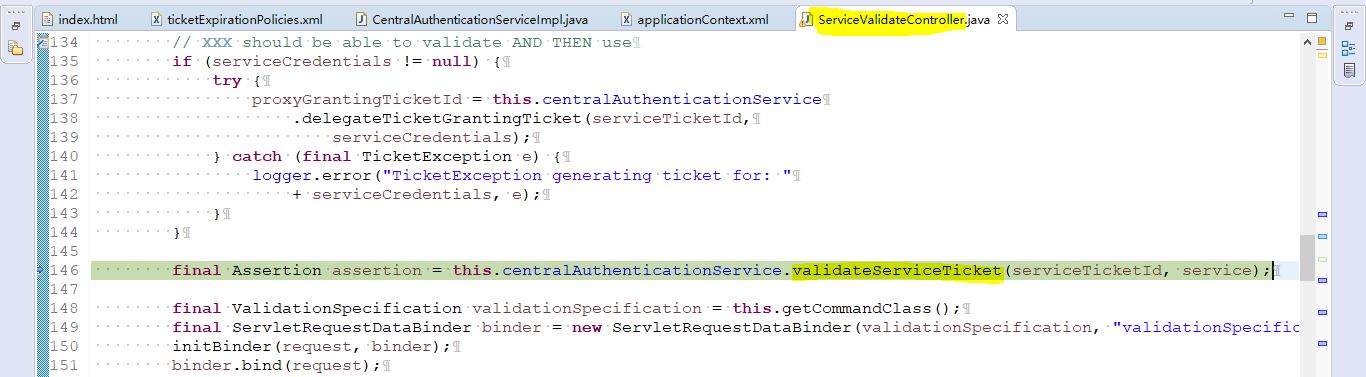 index.html ticketExpirationPolicies.xml CentralAuthenticationServiceImpl.java applicationContext.xml ServiceValidateController.java
134 // XXX should be able to validate AND THEN use
135 if (serviceCredentials != null) {
136 try {
137 proxyGrantingTicketId = this.centralAuthenticationService
138 .delegateTicketGrantingTicket(serviceTicketId,
139 serviceCredentials);
140 } catch (final TicketException e) {
141 logger.error("TicketException generating ticket for: "
142 + serviceCredentials, e);
143 }
144 }
145
146 final Assertion assertion = this.centralAuthenticationService.validateServiceTicket(serviceTicketId, service);
147
148 final ValidationSpecification validationSpecification = this.getCommandClass();
149 final ServletRequestDataBinder binder = new ServletRequestDataBinder(validationSpecification, "validationSpecific
150 initBinder(request, binder);
151 binder.bind(request);